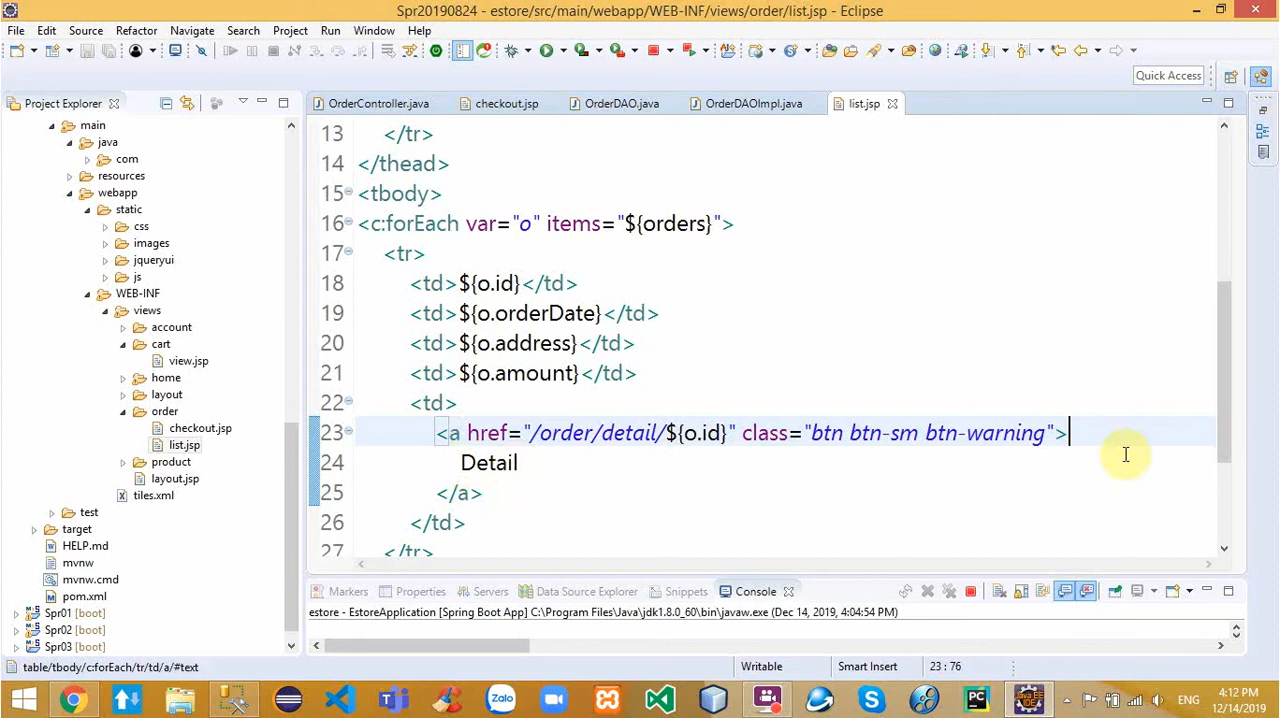 Spr20190824 - estore/src/main/webapp/WEB-INF/views/order/list.jsp - Eclipse
File Edit Source Refactor Navigate Search Project Run Window Help
Quick Access
Project Explorer
main
java
com
resources
webapp
static
css
images
jqueryui
js
WEB-INF
views
account
cart
view.jsp
home
layout
order
checkout.jsp
list.jsp
product
layout.jsp
tiles.xml
test
target
HELP.md
mvnw
mvnw.cmd
pom.xml
Spr01 [boot]
Spr02 [boot]
Spr03 [boot]
OrderController.java checkout.jsp OrderDAO.java OrderDAOImpl.java list.jsp
13 </tr>
14 </thead>
15 <tbody>
16 <c:forEach var="o" items="${orders}">
17 <tr>
18 <td>${o.id}</td>
19 <td>${o.orderDate}</td>
20 <td>${o.address}</td>
21 <td>${o.amount}</td>
22 <td>
23 <a href="/order/detail/${o.id}" class="btn btn-sm btn-warning">
24 Detail
25 </a>
26 </td>
27 </tr>
Markers Properties Servers Data Source Explorer Snippets Console
estore - EstoreApplication [Spring Boot App] C:\Program Files\Java\jdk1.8.0_60\bin\javaw.exe (Dec 14, 2019, 4:04:54 PM)
table/tbody/c:forEach/tr/td/a/#text Writable Smart Insert 23 : 76
Zalo
PC
ENG
4:12 PM
12/14/2019